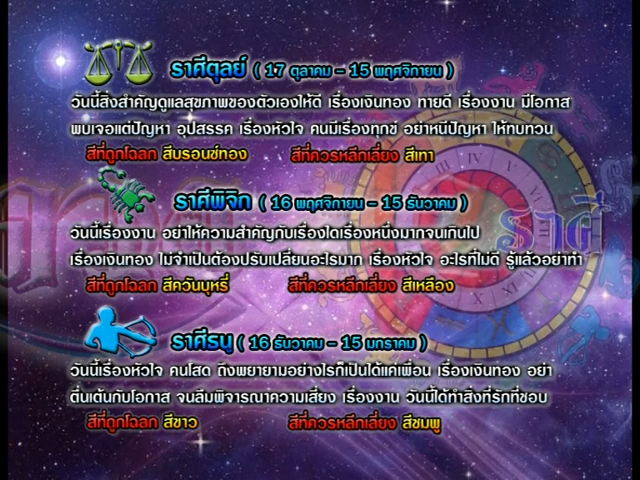 ราศีตุลย์ ( 17 ตุลาคม - 15 พฤศจิกายน )
วันนี้สิ่งสำคัญดูแลสุขภาพของตัวเองให้ดี เรื่องเงินทอง ทายดี เรื่องงาน มีโอกาส
พบเจอแต่ปัญหา อุปสรรค เรื่องหัวใจ คนมีเรื่องทุกข์ อย่าหนีปัญหา ให้ทบทวน
สีที่ถูกโฉลก สีบรอนซ์ทอง สีที่ควรหลีกเลี่ยง สีเทา
ราศีพิจิก ( 16 พฤศจิกายน - 15 ธันวาคม )
วันนี้เรื่องงาน อย่าให้ความสำคัญกับเรื่องใดเรื่องหนึ่งมากจนเกินไป
เรื่องเงินทอง ไม่จำเป็นต้องปรับเปลี่ยนอะไรมาก เรื่องหัวใจ อะไรที่ไม่ดี รู้แล้วอย่าทำ
สีที่ถูกโฉลก สีควันบุหรี่ สีที่ควรหลีกเลี่ยง สีเหลือง
ราศีธนู ( 16 ธันวาคม - 15 มกราคม )
วันนี้เรื่องหัวใจ คนโสด ถึงพยายามอย่างไรก็เป็นได้แค่เพื่อน เรื่องเงินทอง อย่า
ตื่นเต้นกับโอกาส จนลืมพิจารณาความเสี่ยง เรื่องงาน วันนี้ได้ทำสิ่งที่รักที่ชอบ
สีที่ถูกโฉลก สีขาว สีที่ควรหลีกเลี่ยง สีชมพู
ราศี